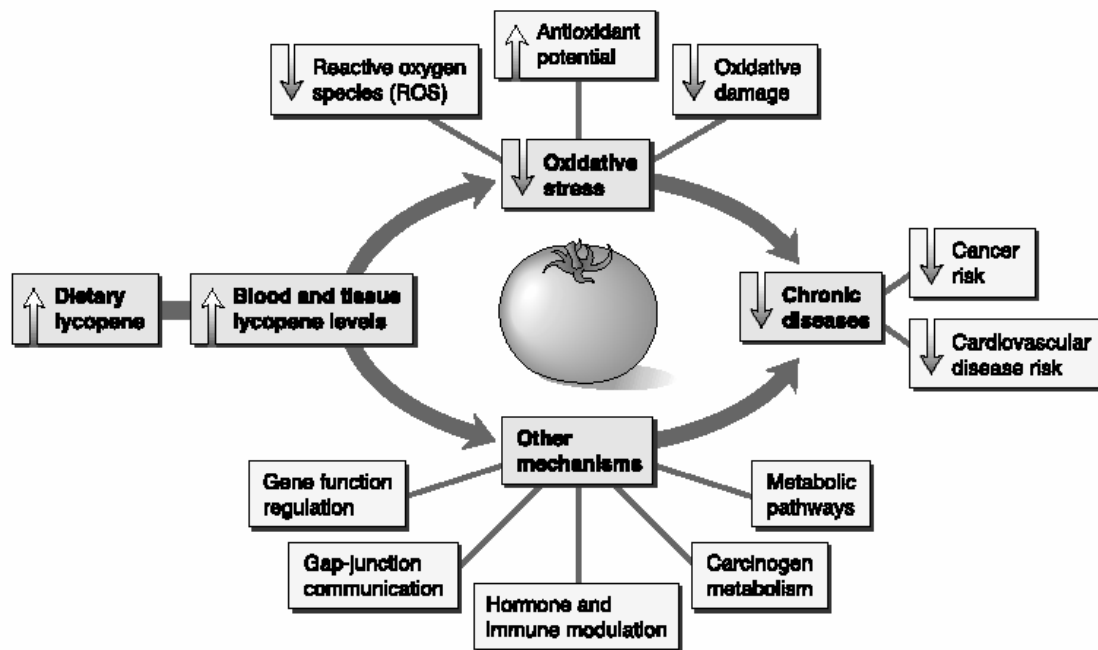 Antioxidant
potential
Reactive oxygen
species (ROS)
Oxidative
damage
Oxidative
stress
Dietary
lycopene
Blood and tissue
lycopene levels
Chronic
diseases
Cancer
risk
Cardiovascular
disease risk
Other
mechanisms
Gene function
regulation
Gap-junction
communication
Hormone and
immune modulation
Carcinogen
metabolism
Metabolic
pathways